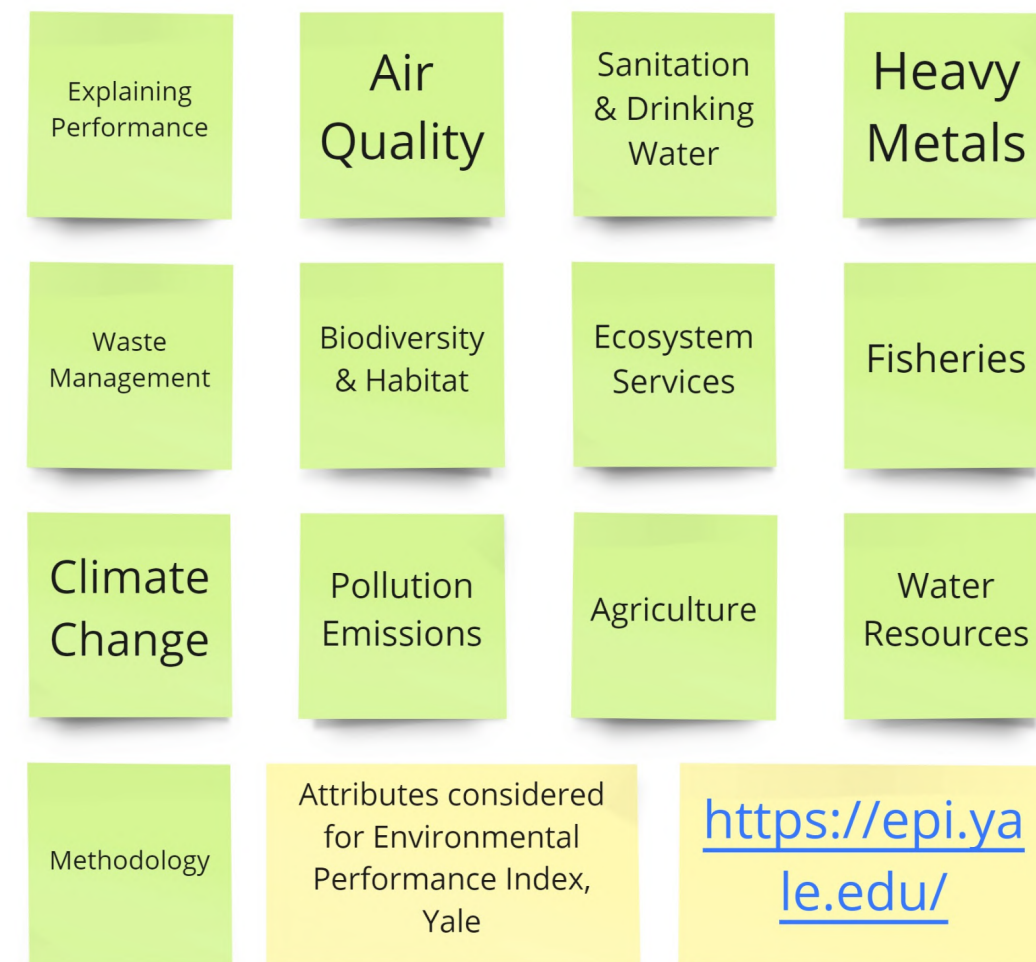 Explaining
Performance
Air
Quality
Sanitation
& Drinking
Water
Heavy
Metals
Waste
Management
Biodiversity
& Habitat
Ecosystem
Services
Fisheries
Climate
Change
Pollution
Emissions
Agriculture
Water
Resources
Methodology
Attributes considered
for Environmental
Performance Index,
Yale
https://epi.ya
le.edu/